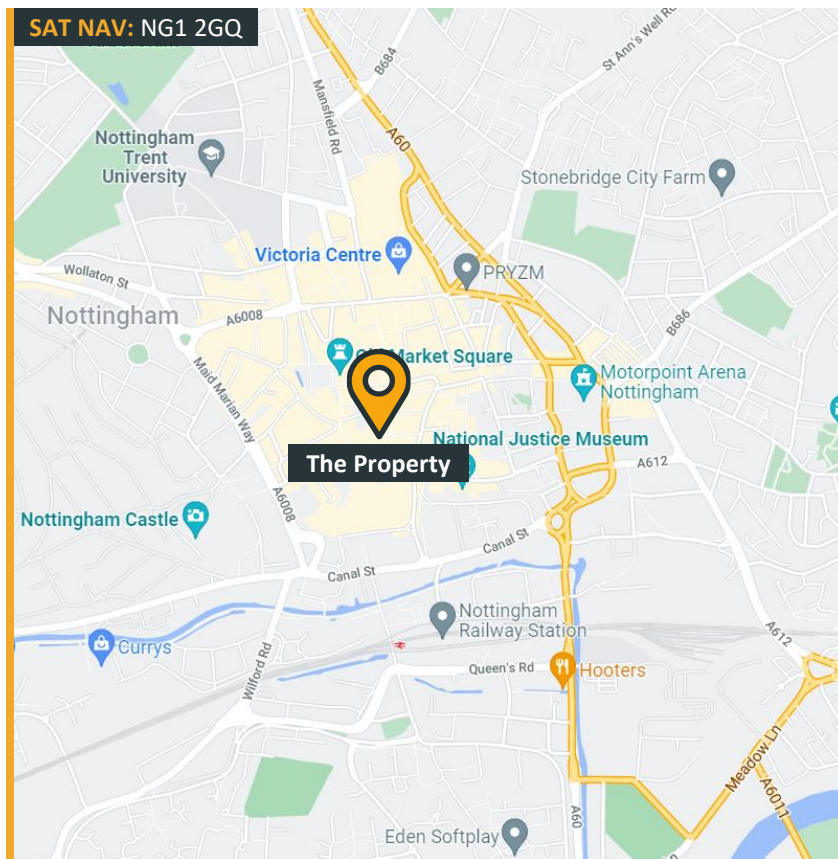 SAT NAV: NG1 2GQ
B684
St Ann's Well Rd
Mansfield Rd
A60
Nottingham
Trent
University
Stonebridge City Farm
Victoria Centre
PRYZM
Wollaton St
Nottingham
A6008
B686
Market Square
Motorpoint Arena
Nottingham
Maid Marian Way
National Justice Museum
The Property
A612
A6008
Nottingham Castle
Canal St
Canal St
Nottingham
Railway Station
A612
Currys
Wilford Rd
Queen's Rd
Hooters
Meadow Ln
A6011
A60
Eden Softplay